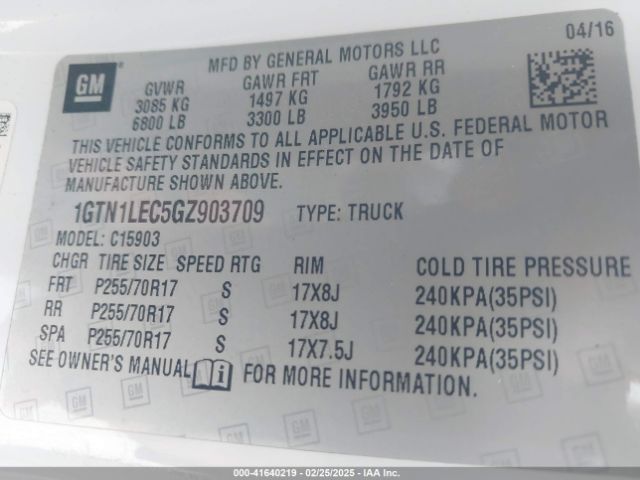 MFD BY GENERAL MOTORS LLC
04/16
GM
GVWR GAWR FRT GAWR RR
3085 KG 1497 KG 1792 KG
6800 LB 3300 LB 3950 LB
THIS VEHICLE CONFORMS TO ALL APPLICABLE U.S. FEDERAL MOTOR
VEHICLE SAFETY STANDARDS IN EFFECT ON THE DATE OF
MANUFACTURE SHOWN ABOVE.
1GTN1LEC5GZ903709 TYPE: TRUCK
MODEL: C15903
CHGR TIRE SIZE SPEED RTG RIM COLD TIRE PRESSURE
FRT P255/70R17 S 17X8J 240KPA(35PSI)
RR P255/70R17 S 17X8J 240KPA(35PSI)
SPA P255/70R17 S 17X7.5J 240KPA(35PSI)
SEE OWNER'S MANUAL i FOR MORE INFORMATION.
000-41640219 - 02/25/2025 - IAA Inc.